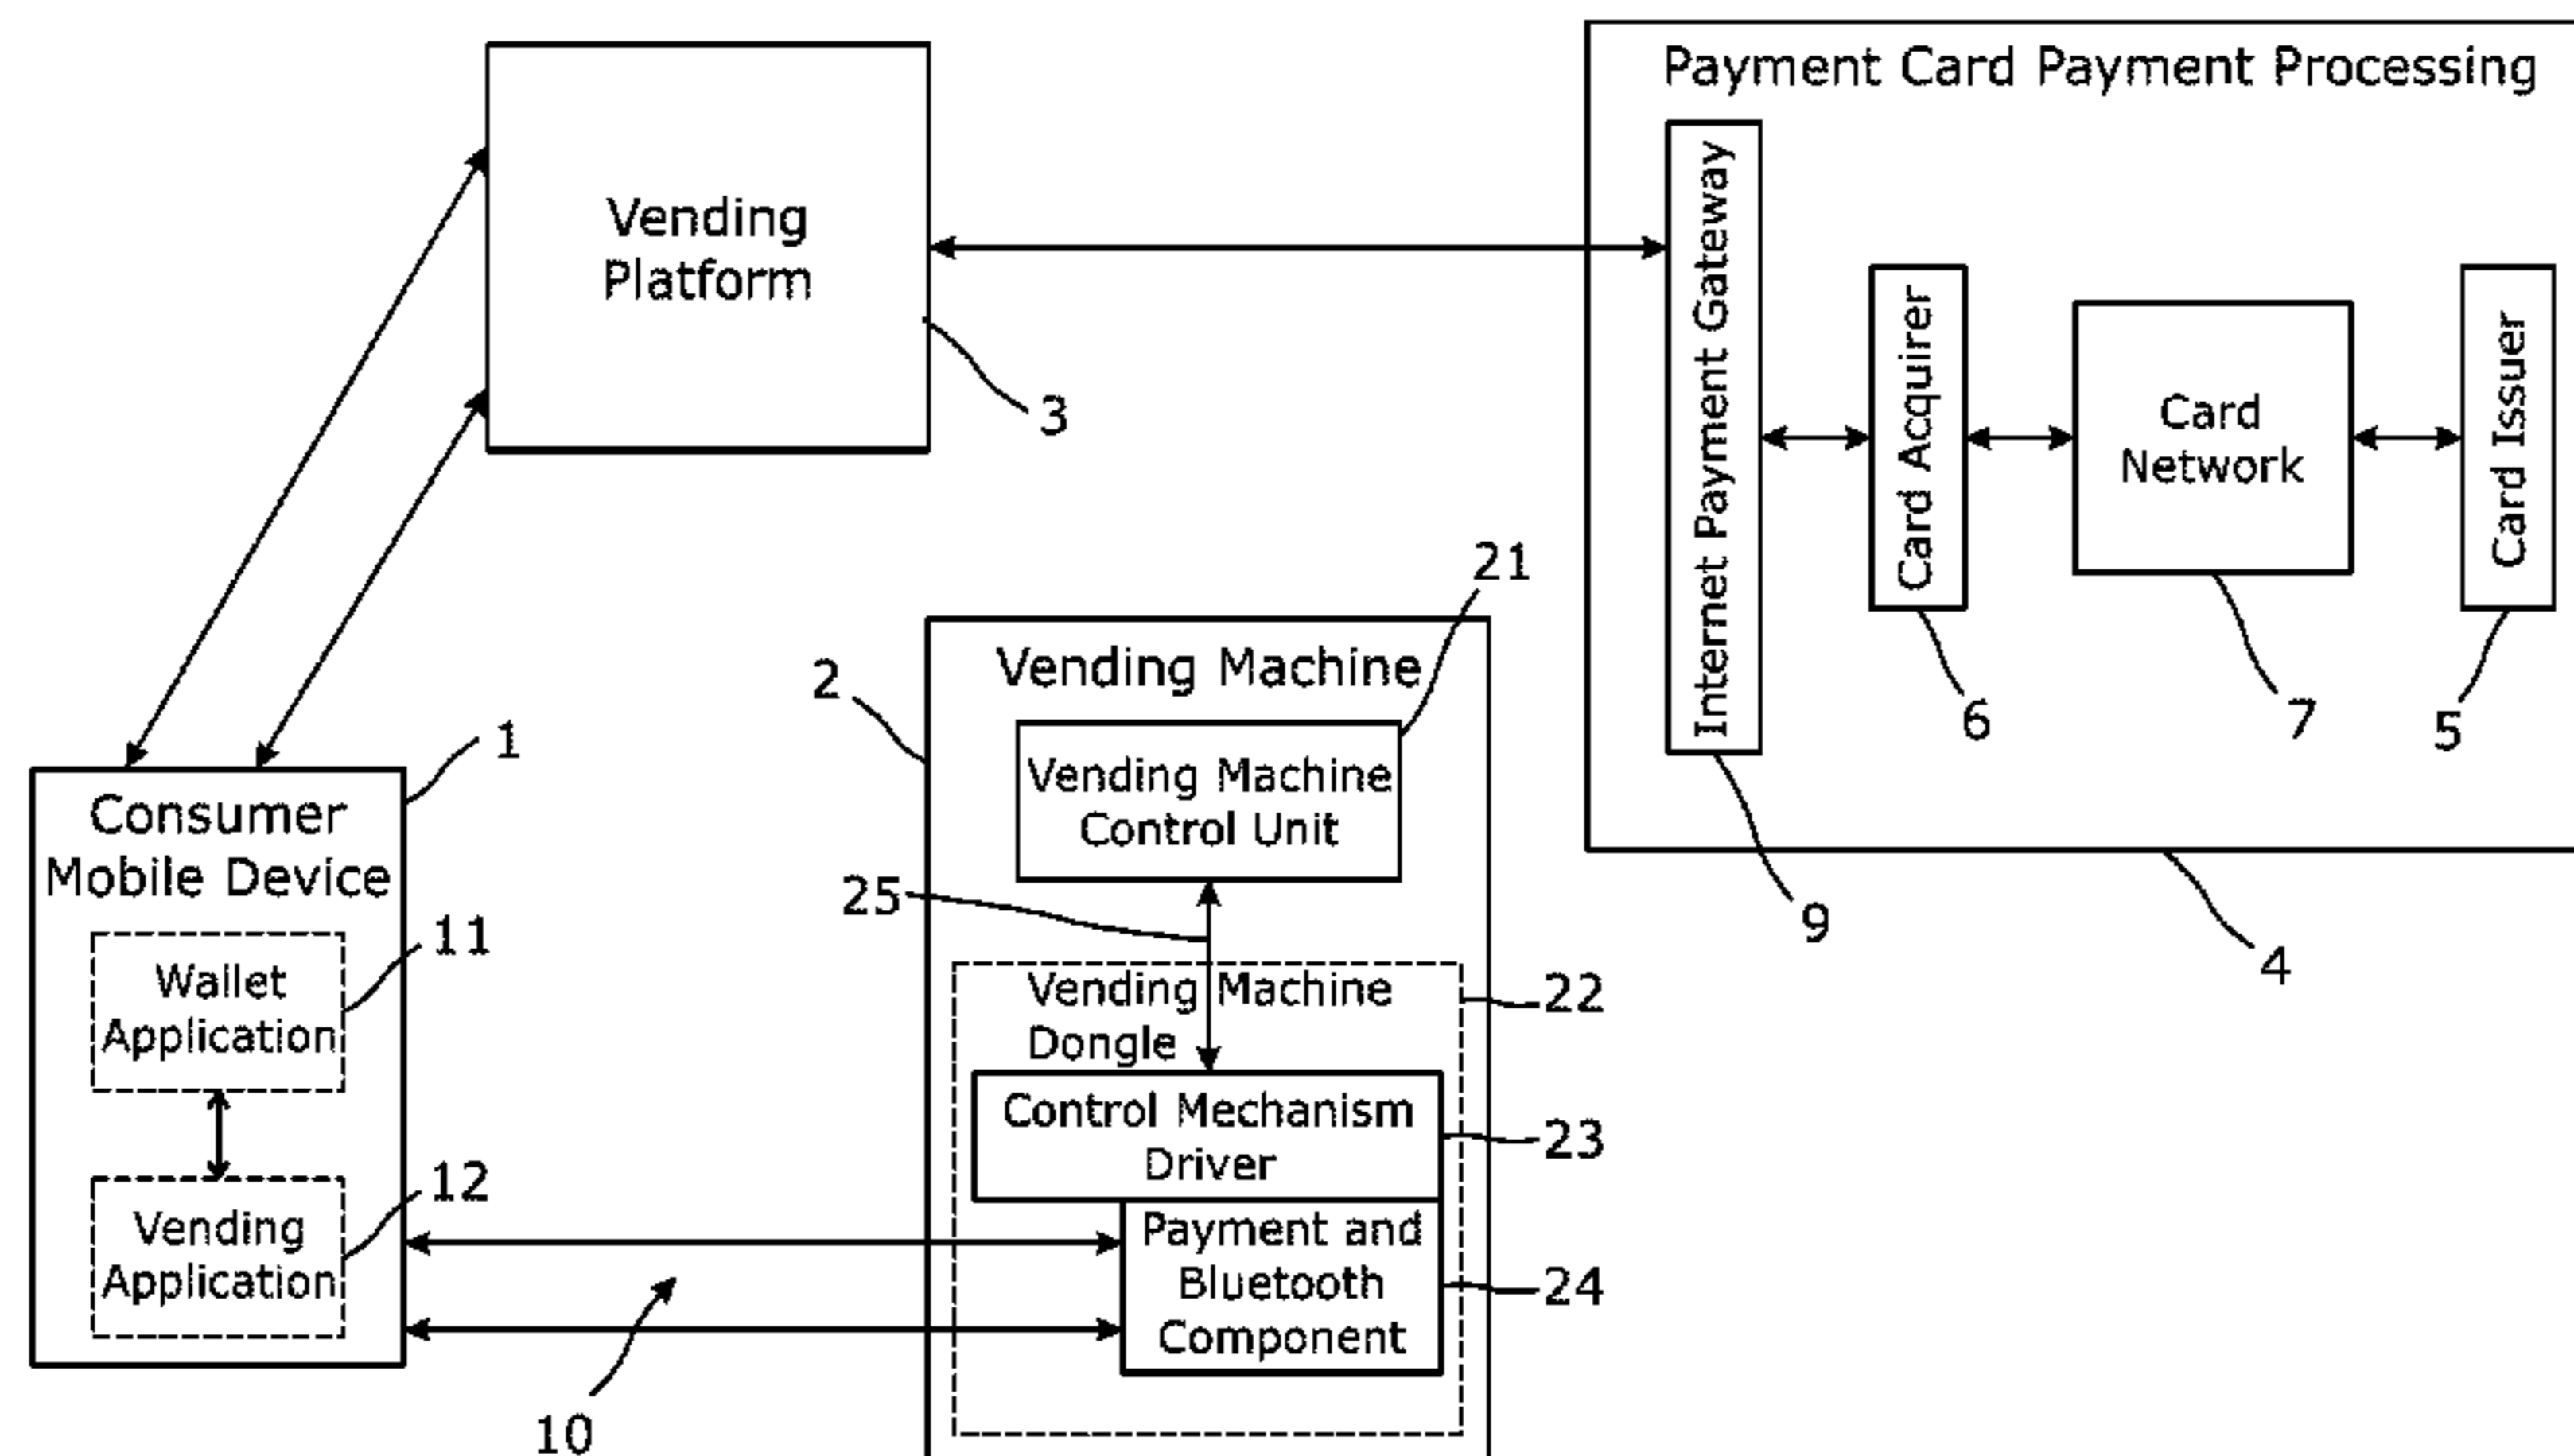 Payment Card Payment Processing
Vending
Platform
3
Internet Payment Gateway
Card Acquirer
Card
Network
Card Issuer
6
7
5
9
4
21
2
Vending Machine
Vending Machine
Control Unit
25
Vending Machine
Dongle
22
Control Mechanism
Driver
23
Payment and
Bluetooth
Component
24
1
Consumer
Mobile Device
11
Wallet
Application
12
Vending
Application
10